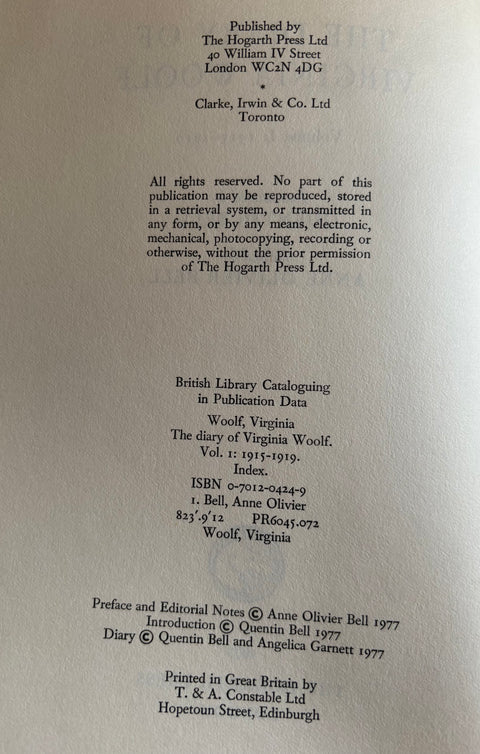 Published by
The Hogarth Press Ltd
40 William IV Street
London WC2N 4DG
*
Clarke, Irwin & Co. Ltd
Toronto
All rights reserved. No part of this
publication may be reproduced, stored
in a retrieval system, or transmitted in
any form, or by any means, electronic,
mechanical, photocopying, recording or
otherwise, without the prior permission
of The Hogarth Press Ltd.
British Library Cataloguing
in Publication Data
Woolf, Virginia
The diary of Virginia Woolf.
Vol. 1: 1915-1919.
Index.
ISBN 0-7012-0424-9
1. Bell, Anne Olivier
823'.9'12 PR6045.072
Woolf, Virginia
Preface and Editorial Notes © Anne Olivier Bell 1977
Introduction © Quentin Bell 1977
Diary © Quentin Bell and Angelica Garnett 1977
Printed in Great Britain by
T. & A. Constable Ltd
Hopetoun Street, Edinburgh